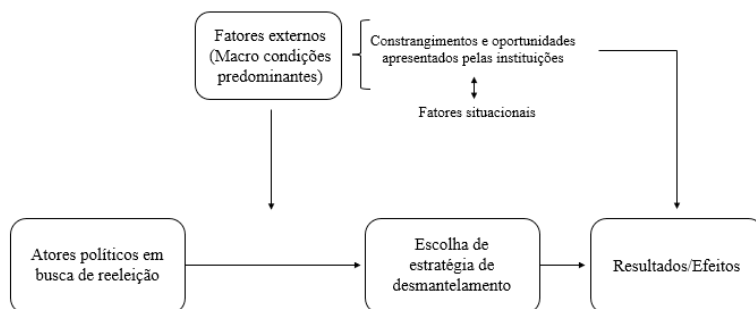 Fatores externos
(Macro condições
predominantes)
Constrangimentos e oportunidades
apresentados pelas instituições
Fatores situacionais
Atores políticos em
busca de reeleição
Escolha de
estratégia de
desmantelamento
Resultados/Efeitos